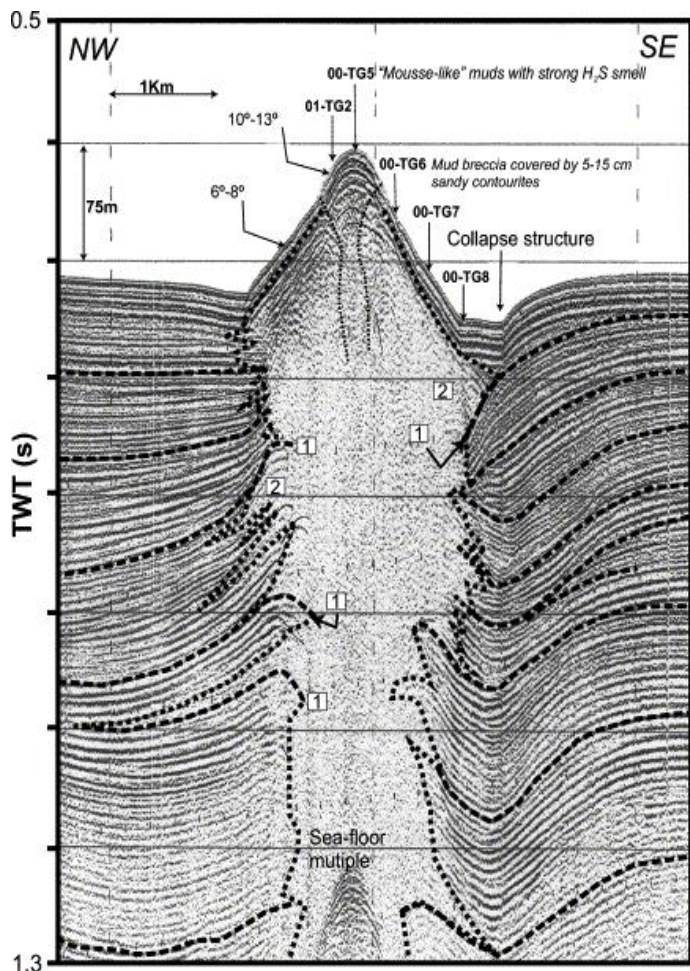 0.5
NW
SE
00-TG5 "Mousse-like" muds with strong H₂S smell
1Km
01-TG2
10º-13º
00-TG6 Mud breccia covered by 5-15 cm
sandy contourites
6º-8º
75m
00-TG7
Collapse structure
00-TG8
2
1
1
2
TWT (s)
1
1
Sea-floor
mutiple
1.3